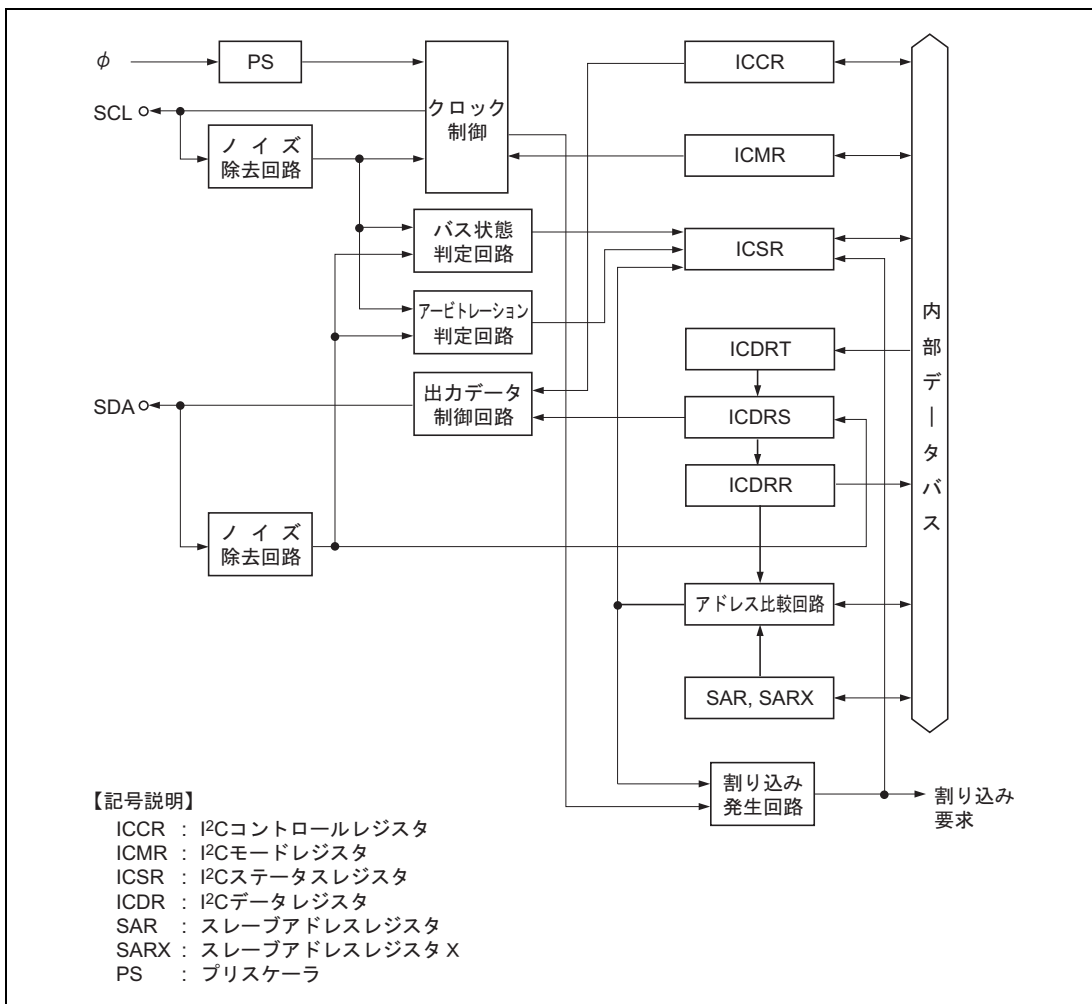 φ
PS
ICCR
SCL
クロック
制御
ノイズ
除去回路
ICMR
バス状態
判定回路
ICSR
アービトレーション
判定回路
ICDRT
内部データバス
SDA
出力データ
制御回路
ICDRS
ICDRR
ノイズ
除去回路
アドレス比較回路
SAR, SARX
割り込み
発生回路
割り込み
要求
【記号説明】
ICCR : I²Cコントロールレジスタ
ICMR : I²Cモードレジスタ
ICSR : I²Cステータスレジスタ
ICDR : I²Cデータレジスタ
SAR : スレーブアドレスレジスタ
SARX : スレーブアドレスレジスタ X
PS : プリスケーラ